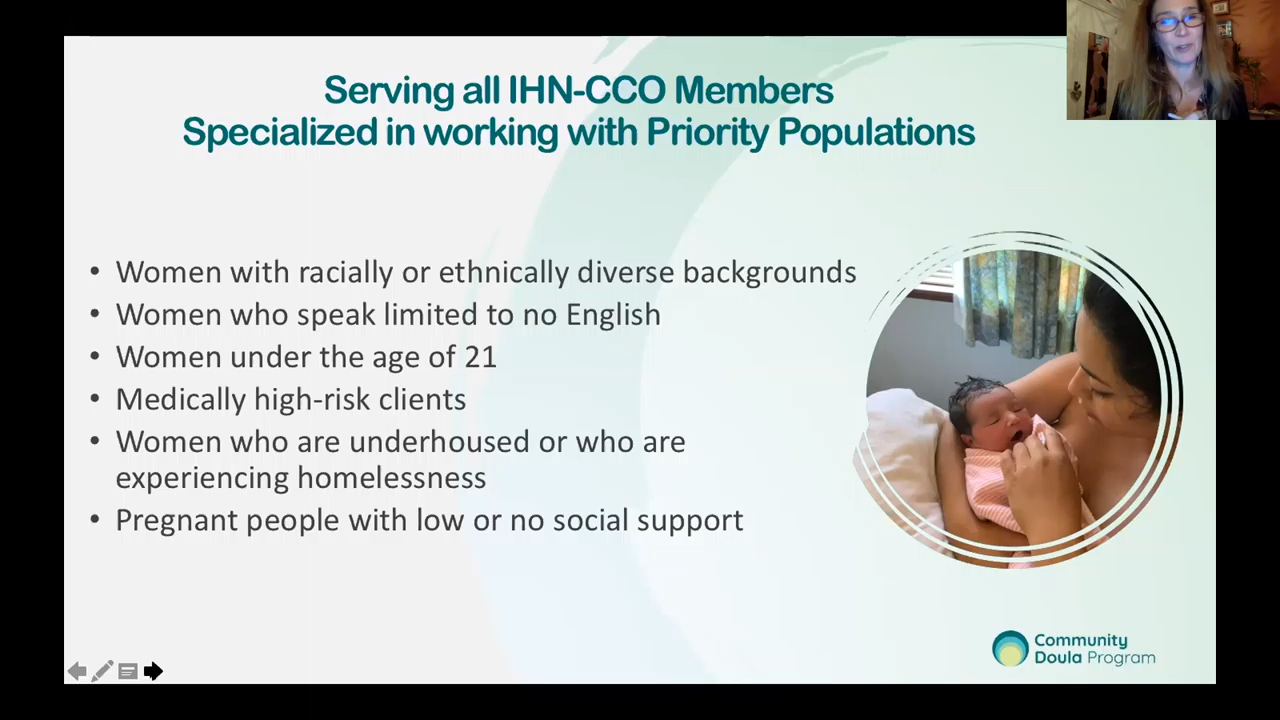 Serving all IHN-CCO Members
Specialized in working with Priority Populations
• Women with racially or ethnically diverse backgrounds
• Women who speak limited to no English
• Women under the age of 21
• Medically high-risk clients
• Women who are underhoused or who are
experiencing homelessness
• Pregnant people with low or no social support
Community
Doula Program